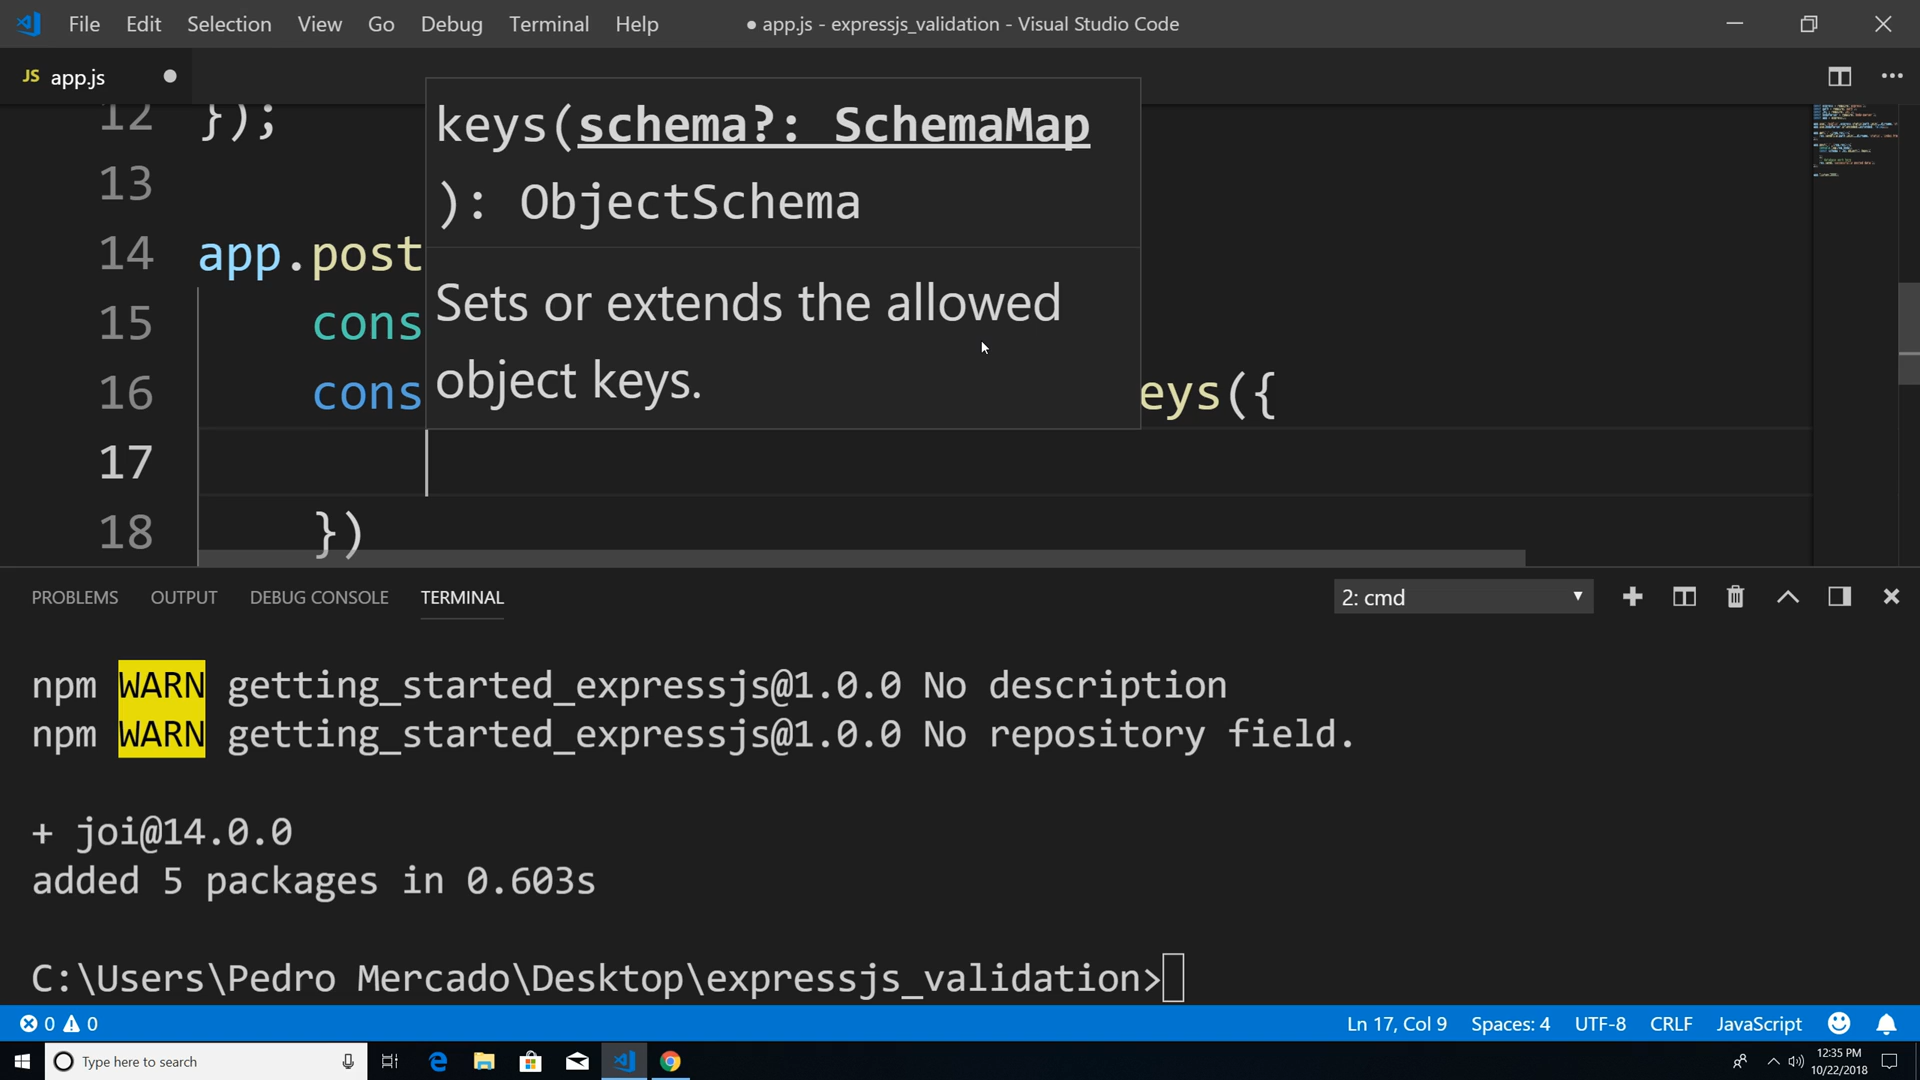 File Edit Selection View Go Debug Terminal Help
● app.js - expressjs_validation - Visual Studio Code
JS app.js
12 });
13
14 app.post
15 cons
16 cons eys({
17
18 })
keys(schema?: SchemaMap
): ObjectSchema
Sets or extends the allowed
object keys.
PROBLEMS OUTPUT DEBUG CONSOLE TERMINAL
2: cmd
npm WARN getting_started_expressjs@1.0.0 No description
npm WARN getting_started_expressjs@1.0.0 No repository field.
+ joi@14.0.0
added 5 packages in 0.603s
C:\Users\Pedro Mercado\Desktop\expressjs_validation>
0 0
Ln 17, Col 9 Spaces: 4 UTF-8 CRLF JavaScript
Type here to search
12:35 PM
10/22/2018